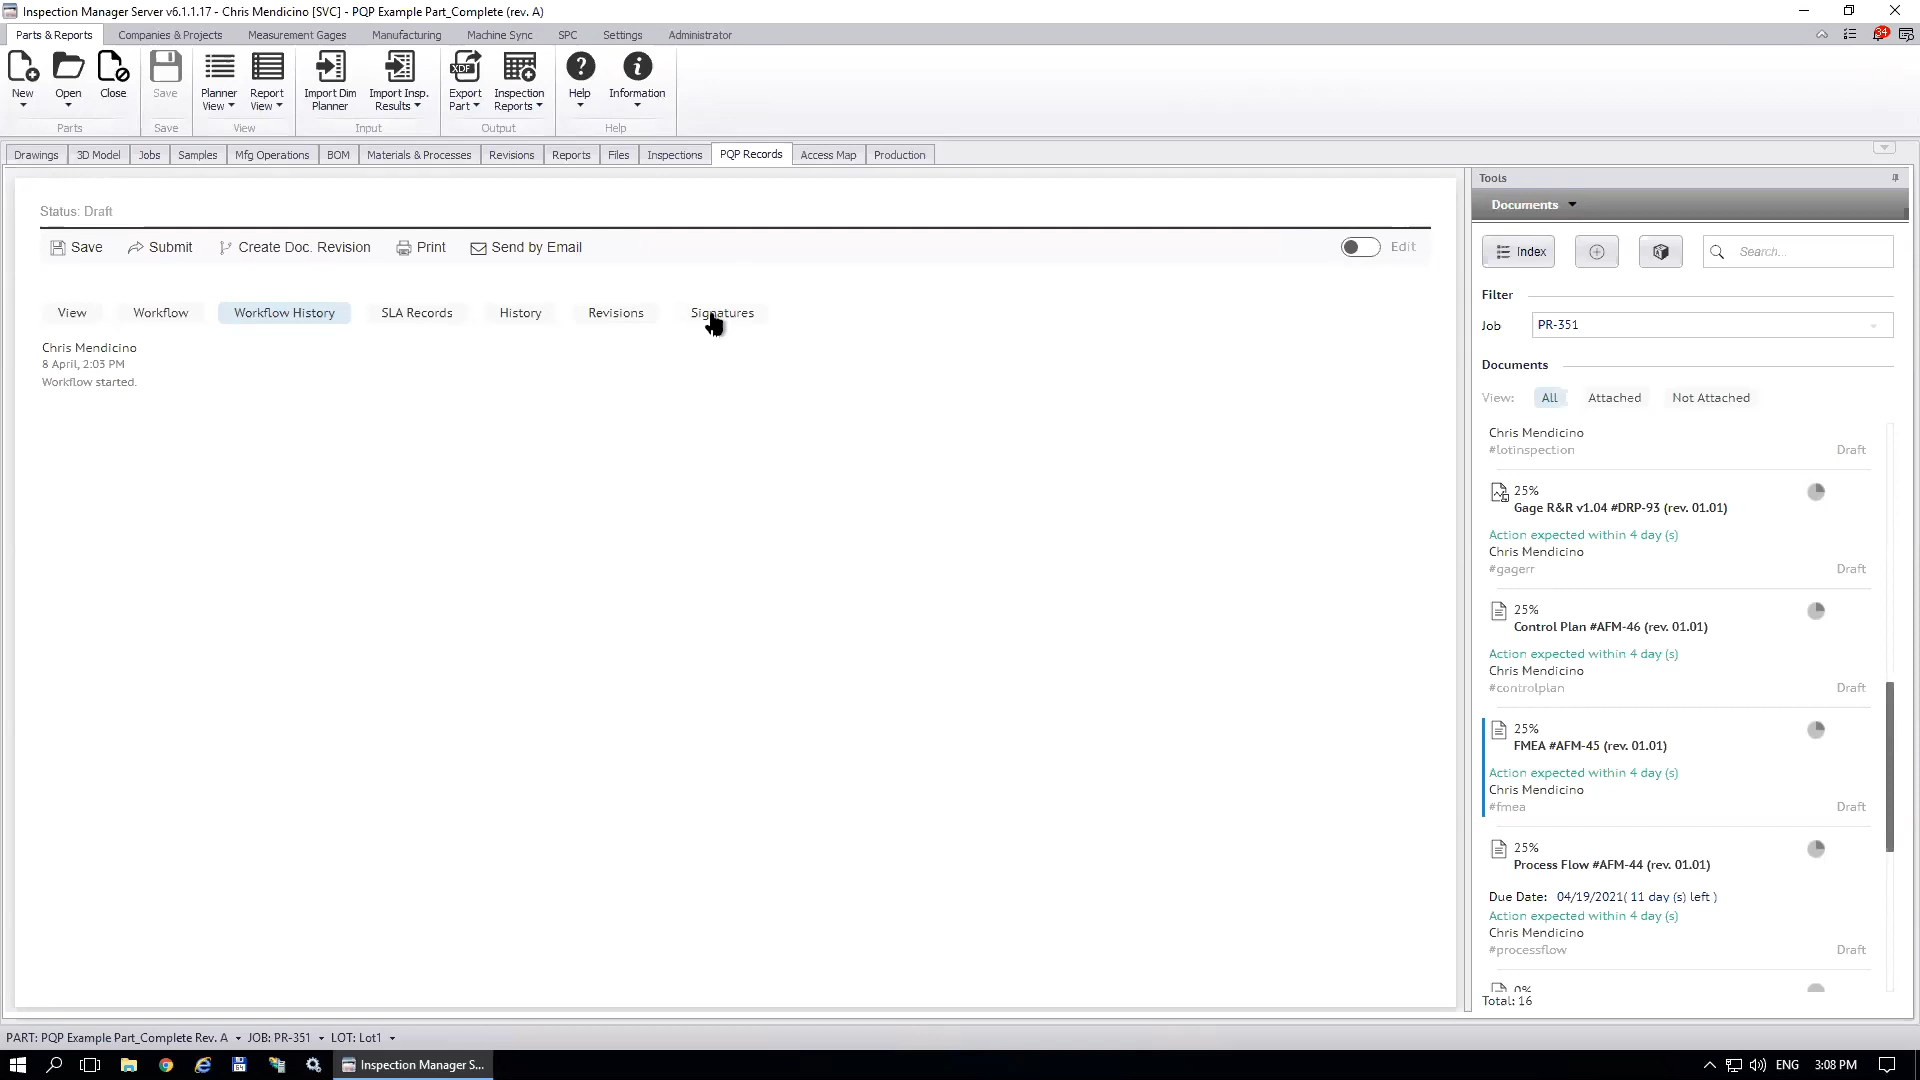 Inspection Manager Server v6.1.1.17 - Chris Mendicino [SVC] - PQP Example Part_Complete (rev. A)
Parts & Reports Companies & Projects Measurement Gages Manufacturing Machine Sync SPC Settings Administrator
34
New Open Close Save Planner View Report View Import Dim Planner Import Insp. Results XDF Export Part Inspection Reports Help Information
Parts Save View Input Output Help
Drawings 3D Model Jobs Samples Mfg Operations BOM Materials & Processes Revisions Reports Files Inspections PQP Records Access Map Production
Status: Draft
Save Submit Create Doc. Revision Print Send by Email Edit
View Workflow Workflow History SLA Records History Revisions Signatures
Chris Mendicino
8 April, 2:03 PM
Workflow started.
Tools
Documents
Index Search...
Filter
Job PR-351
Documents
View: All Attached Not Attached
Chris Mendicino
#lotinspection Draft
25%
Gage R&R v1.04 #DRP-93 (rev. 01.01)
Action expected within 4 day (s)
Chris Mendicino
#gagerr Draft
25%
Control Plan #AFM-46 (rev. 01.01)
Action expected within 4 day (s)
Chris Mendicino
#controlplan Draft
25%
FMEA #AFM-45 (rev. 01.01)
Action expected within 4 day (s)
Chris Mendicino
#fmea Draft
25%
Process Flow #AFM-44 (rev. 01.01)
Due Date: 04/19/2021( 11 day (s) left )
Action expected within 4 day (s)
Chris Mendicino
#processflow Draft
0%
Total: 16
PART: PQP Example Part_Complete Rev. A JOB: PR-351 LOT: Lot1
Inspection Manager S... ENG 3:08 PM